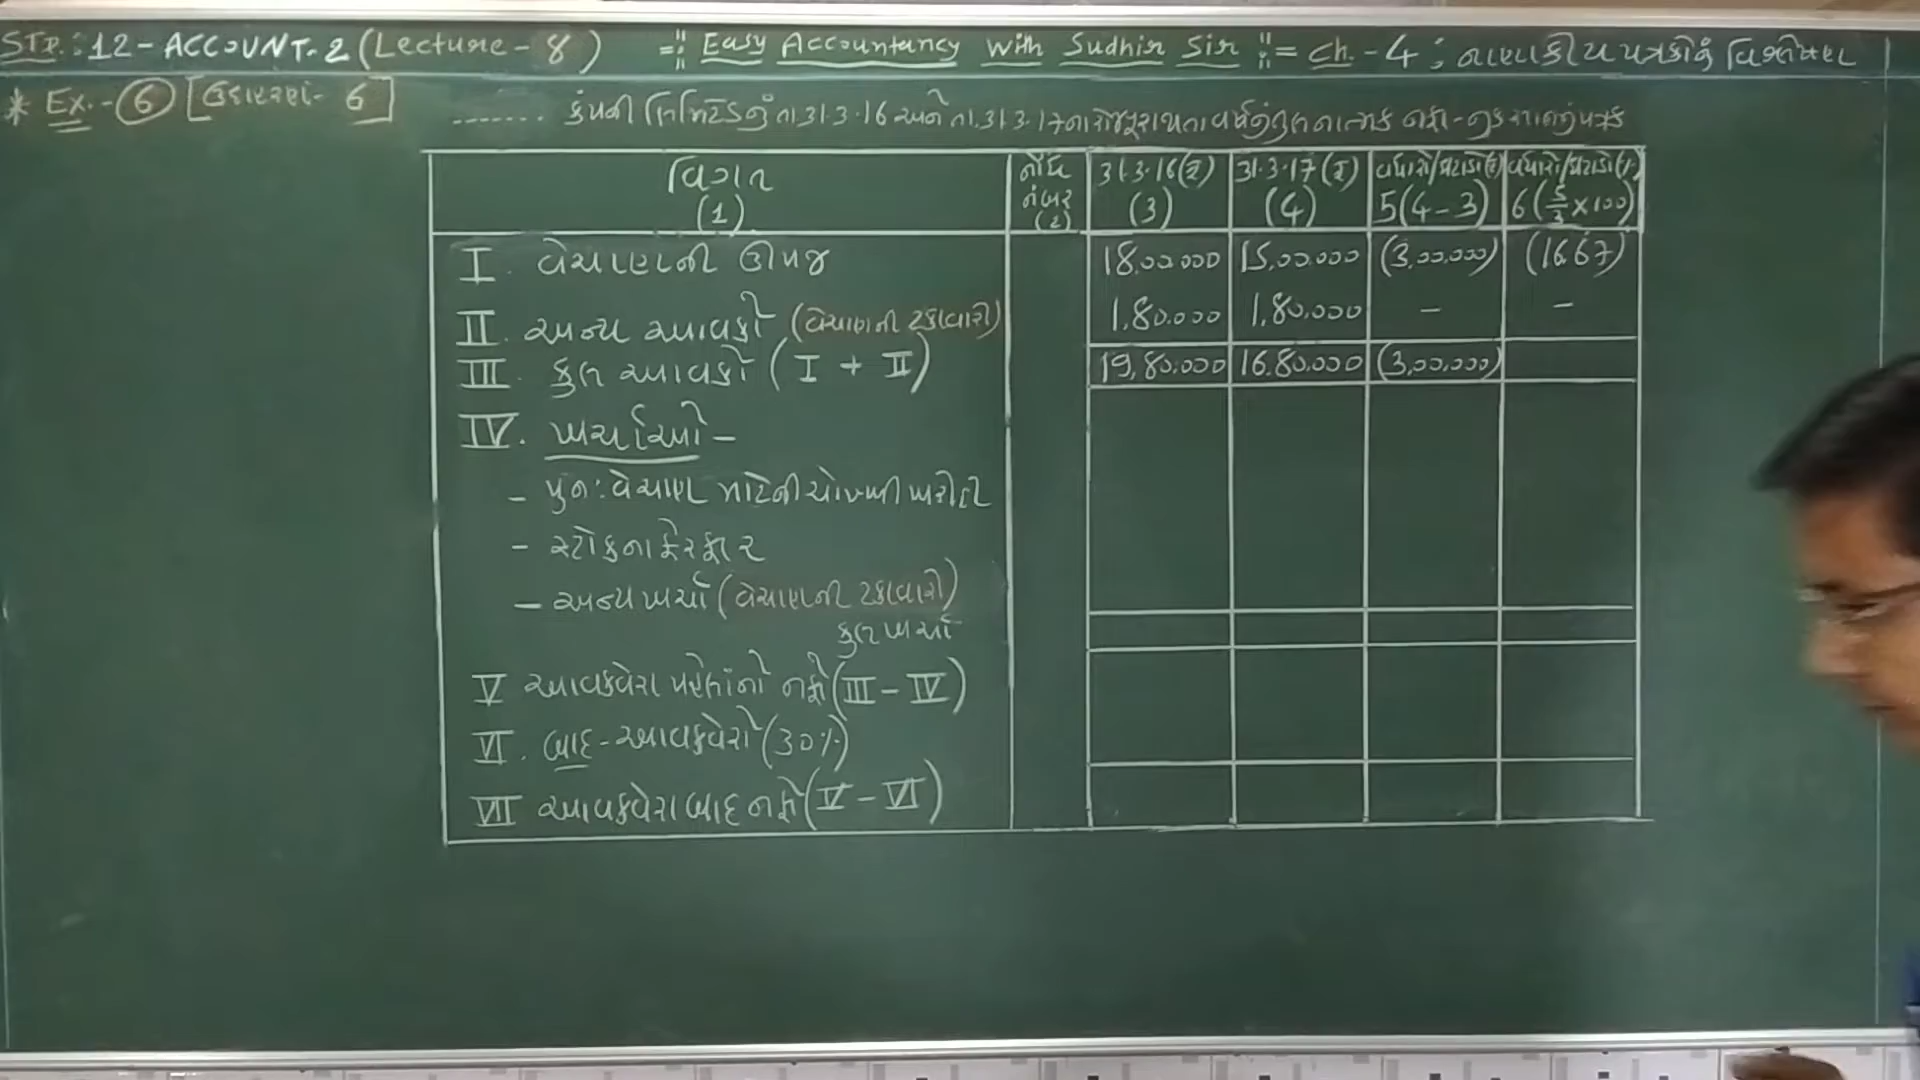 STD.: 12 - ACCOUNT-2 (Lecture - 8) =:" Easy Accountancy With Sudhir Sir ":= Ch. - 4 : નાણાકીય પત્રકોનું વિશ્લેષણ
* Ex. - 6 [ઉદાહરણ- 6]
....... કંપની લિમિટેડનું તા.31.3.16 અને તા.31.3.17ના રોજ પૂરા થતા વર્ષનું તુલનાત્મક નફા-નુકસાનનું પત્રક
વિગત (1) | નોંધ નંબર (2) | 31.3.16(₹) (3) | 31.3.17(₹) (4) | વધારો/ઘટાડો(₹) 5(4-3) | વધારો/ઘટાડો(%) 6(5/3×100)
I. વેચાણની ઊપજ 18,00,000 15,00,000 (3,00,000) (16.67)
II. અન્ય આવકો (વેચાણની ટકાવારી) 1,80,000 1,80,000 – –
III. કુલ આવકો (I + II) 19,80,000 16,80,000 (3,00,000)
IV. ખર્ચાઓ –
- પુનઃવેચાણ માટેની ચોખ્ખી ખરીદી
- સ્ટોકના ફેરફાર
- અન્ય ખર્ચા (વેચાણની ટકાવારી)
કુલ ખર્ચા
V આવકવેરા પહેલાંનો નફો (III - IV)
VI. બાદ-આવકવેરો (30%)
VII આવકવેરા બાદ નફો (V - VI)